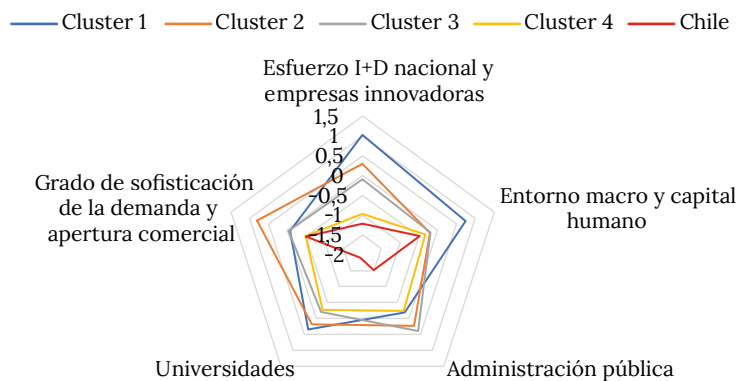 Cluster 1 Cluster 2 Cluster 3 Cluster 4 Chile
Esfuerzo I+D nacional y
empresas innovadoras
1,5
1
0,5
0
-0,5
-1
-1,5
-2
Entorno macro y capital
humano
Administración pública
Universidades
Grado de sofisticación
de la demanda y
apertura comercial